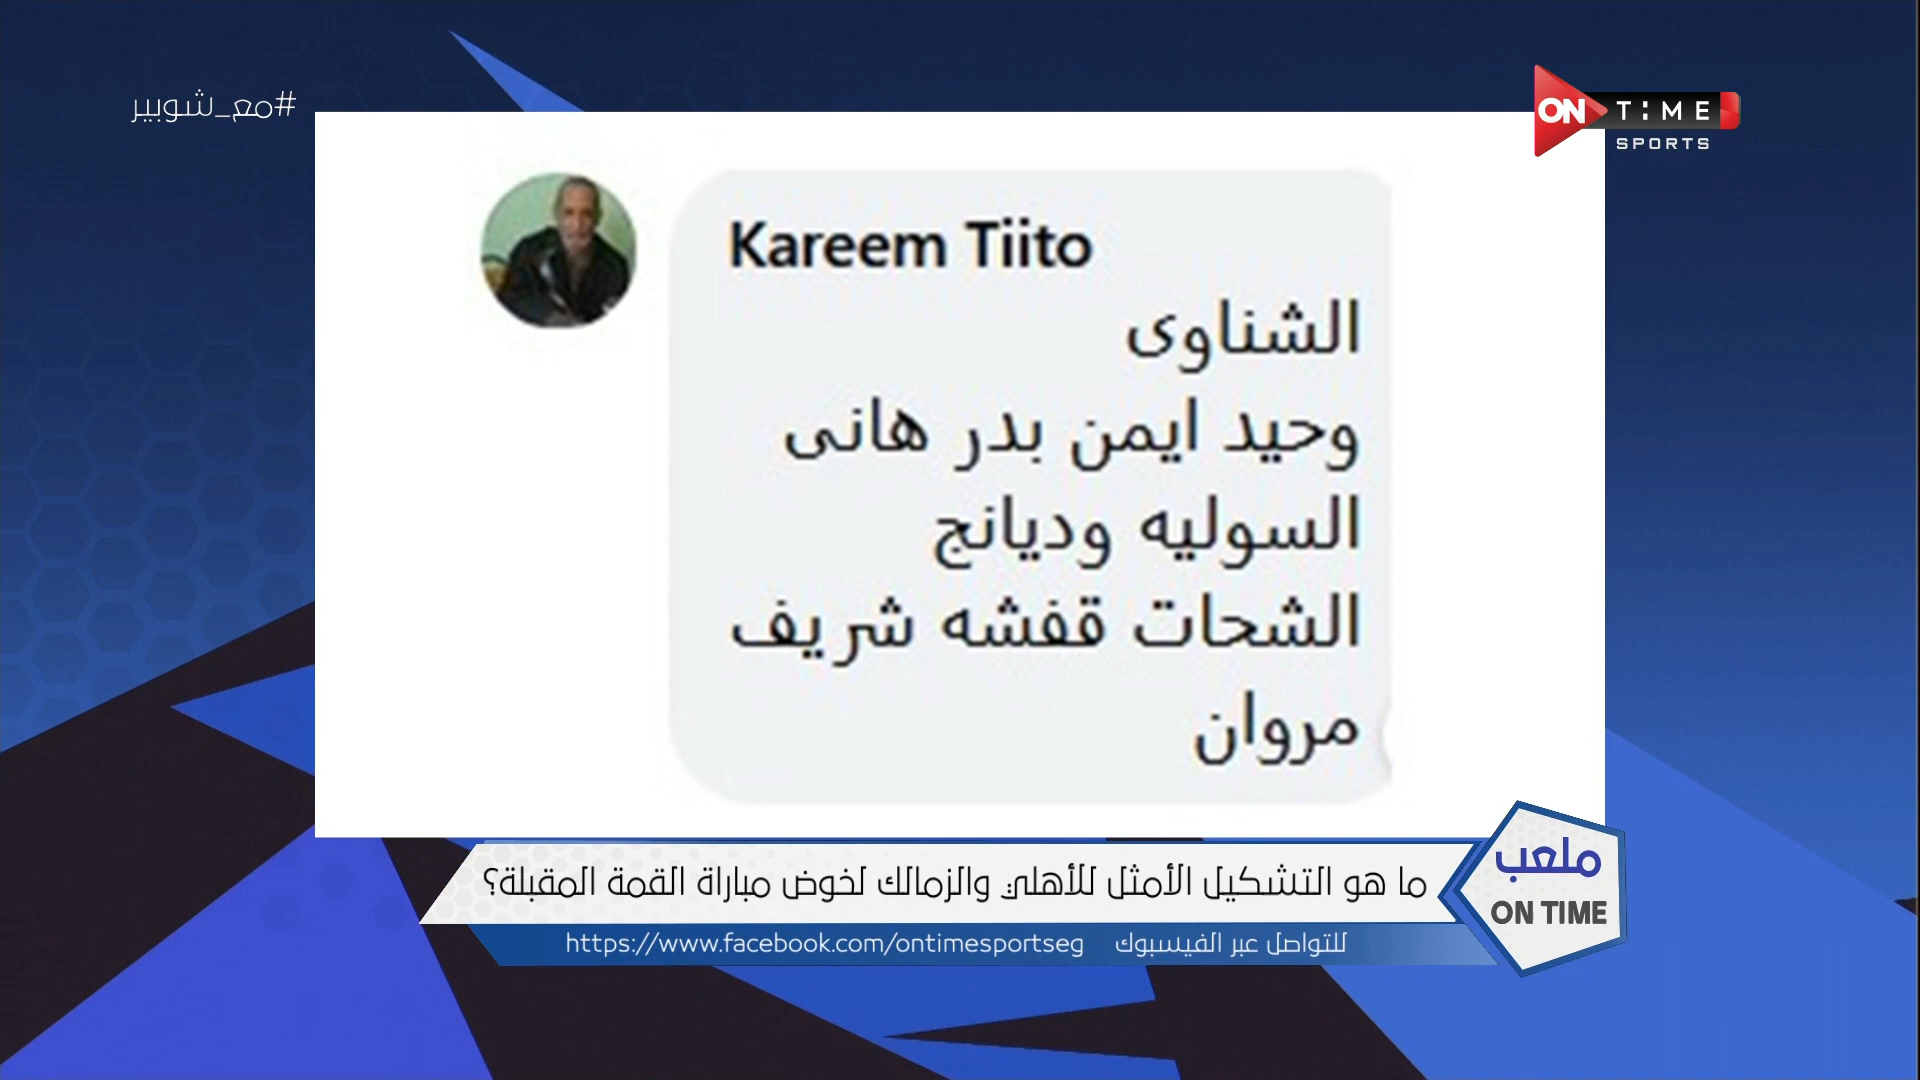 #مع_شوبير
ON TIME
SPORTS
Kareem Tiito
الشناوى
وحيد ايمن بدر هانى
السوليه وديانج
الشحات قفشه شريف
مروان
ملعب
ON TIME
ما هو التشكيل الأمثل للأهلي والزمالك لخوض مباراة القمة المقبلة؟
للتواصل عبر الفيسبوك https://www.facebook.com/ontimesportseg